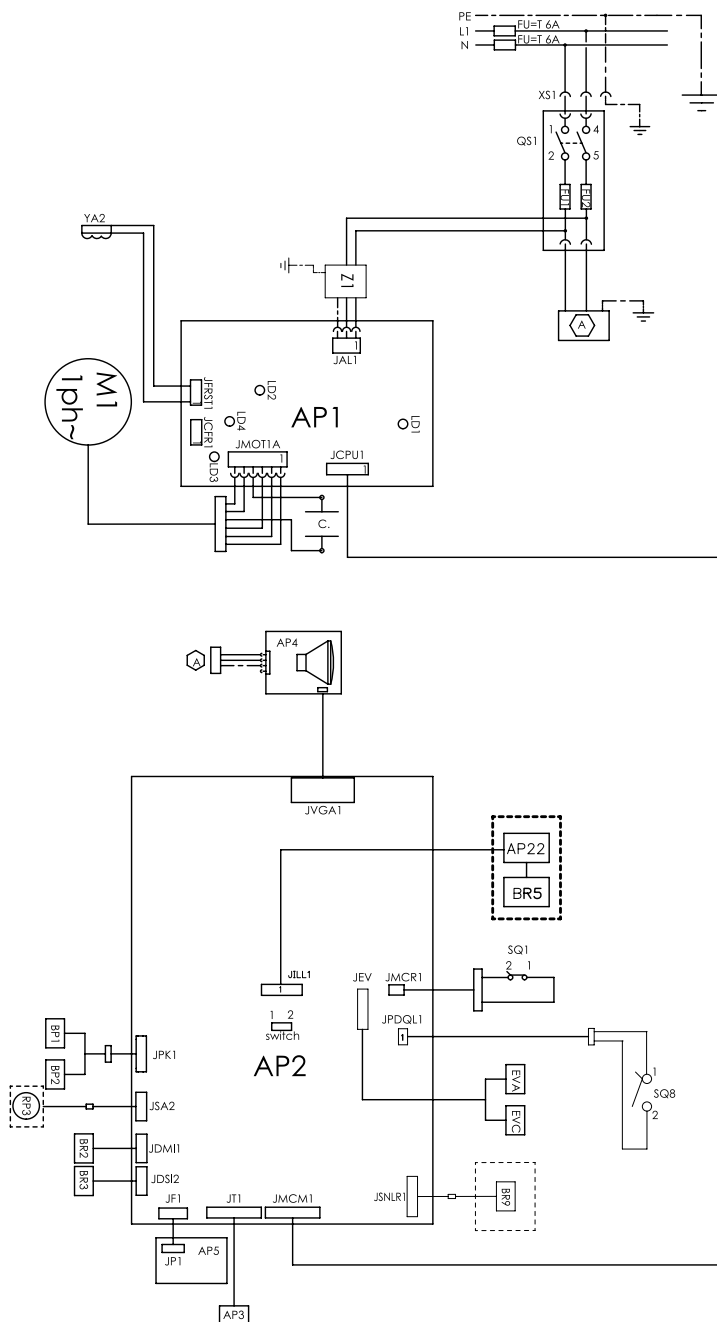 PE
L1
FU=T 6A
N
FU=T 6A
XS1
1
4
QS1
2
5
FU1
FU2
YA2
Z1
A
JAL1
1
M1
1ph~
JFRST1
LD2
JCFR1
LD4
AP1
LD1
JMOT1A
1
LD3
JCPU1
1
C.
AP4
A
JVGA1
AP22
BR5
SQ1
2 1
JILL1
1
JEV
JMCR1
JPDQL1
1
1 2
switch
BP1
BP2
JPK1
AP2
EVA
EVC
1
SQ8
2
RP3
JSA2
BR2
JDMI1
BR3
JDSI2
JSNLR1
BR9
JF1
JT1
JMCM1
JP1
AP5
AP3